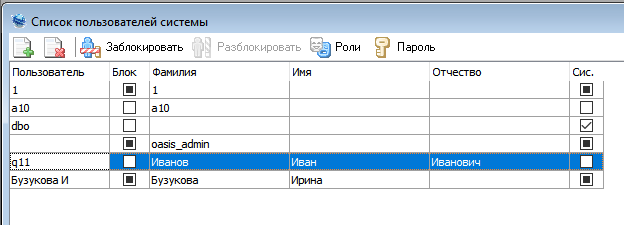 Список пользователей системы
Заблокировать Разблокировать Роли Пароль
Пользователь Блок Фамилия Имя Отчество Сис.
1 1
a10 a10
dbo
oasis_admin
q11 Иванов Иван Иванович
Бузукова И Бузукова Ирина